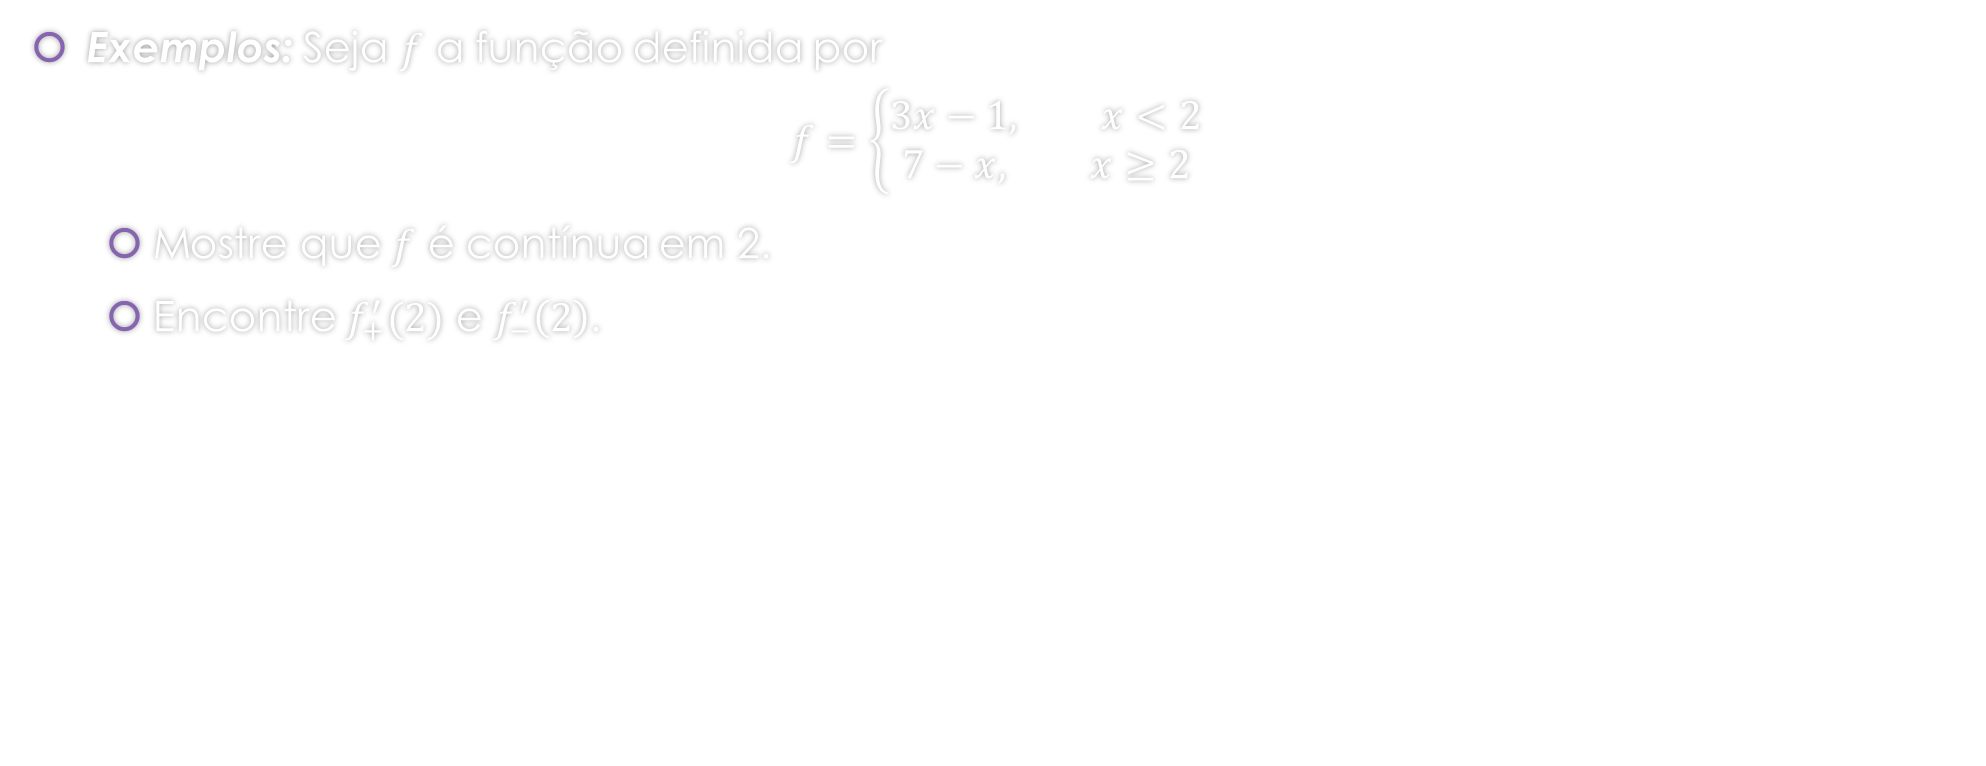 Exemplos: Seja f a função definida por
f = { 3x − 1, x < 2
7 − x, x ≥ 2
Mostre que f é contínua em 2.
Encontre f′₊(2) e f′₋(2).